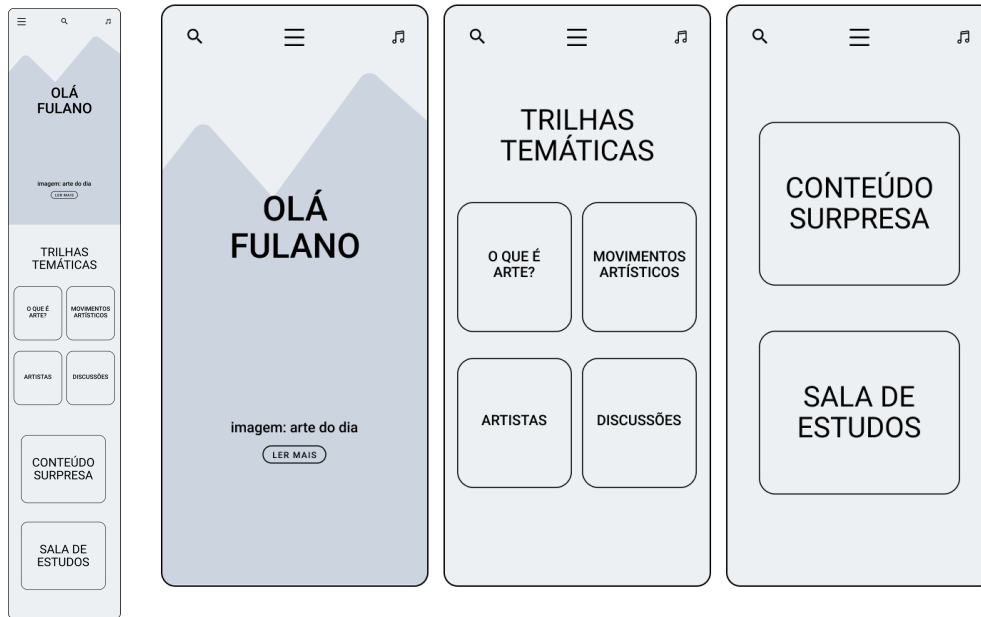 OLÁ
FULANO
imagem: arte do dia
LER MAIS
TRILHAS
TEMÁTICAS
O QUE É
ARTE?
MOVIMENTOS
ARTÍSTICOS
ARTISTAS
DISCUSSÕES
CONTEÚDO
SURPRESA
SALA DE
ESTUDOS
OLÁ
FULANO
imagem: arte do dia
LER MAIS
TRILHAS
TEMÁTICAS
O QUE É
ARTE?
MOVIMENTOS
ARTÍSTICOS
ARTISTAS
DISCUSSÕES
CONTEÚDO
SURPRESA
SALA DE
ESTUDOS